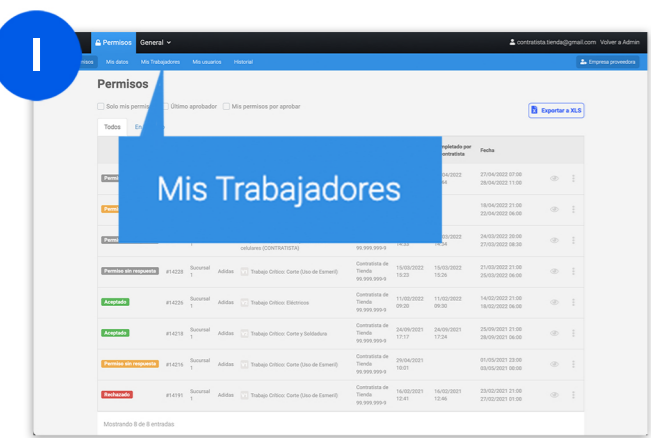 1
Permisos General
contratista.tienda@gmail.com Volver a Admin
Mis datos Mis Trabajadores Mis usuarios Historial
Empresa proveedora
Permisos
Solo mis Último aprobador Mis permisos por aprobar
Exportar a XLS
Todos
Mis Trabajadores
Fecha
27/04/2022 07:00
28/04/2022 11:00
18/04/2022 21:00
22/04/2022 06:00
24/03/2022 20:00
27/03/2022 08:30
celulares (CONTRATISTA)
99.999.999-9
Permiso sin respuesta #14228 Sucursal 1 Adidas Trabajo Crítico: Corte (Uso de Esmeril) Contratista de Tienda 99.999.999-9 15/03/2022 15:23 15/03/2022 15:26 21/03/2022 21:00 25/03/2022 06:00
Aceptado #14226 Sucursal 1 Adidas Trabajo Crítico: Eléctricos Contratista de Tienda 99.999.999-9 11/02/2022 09:20 11/02/2022 09:30 14/02/2022 21:00 18/02/2022 06:00
Aceptado #14218 Sucursal 1 Adidas Trabajo Crítico: Corte y Soldadura Contratista de Tienda 99.999.999-9 24/09/2021 17:17 24/09/2021 17:24 25/09/2021 21:00 28/09/2021 06:00
Permiso sin respuesta #14216 Sucursal 1 Adidas Trabajo Crítico: Corte (Uso de Esmeril) Contratista de Tienda 99.999.999-9 29/04/2021 10:01 01/05/2021 23:00 03/05/2021 00:00
Rechazado #14191 Sucursal 1 Adidas Trabajo Crítico: Corte (Uso de Esmeril) Contratista de Tienda 99.999.999-9 16/02/2021 12:41 16/02/2021 12:46 23/02/2021 21:00 27/02/2021 01:00
Mostrando 8 de 8 entradas